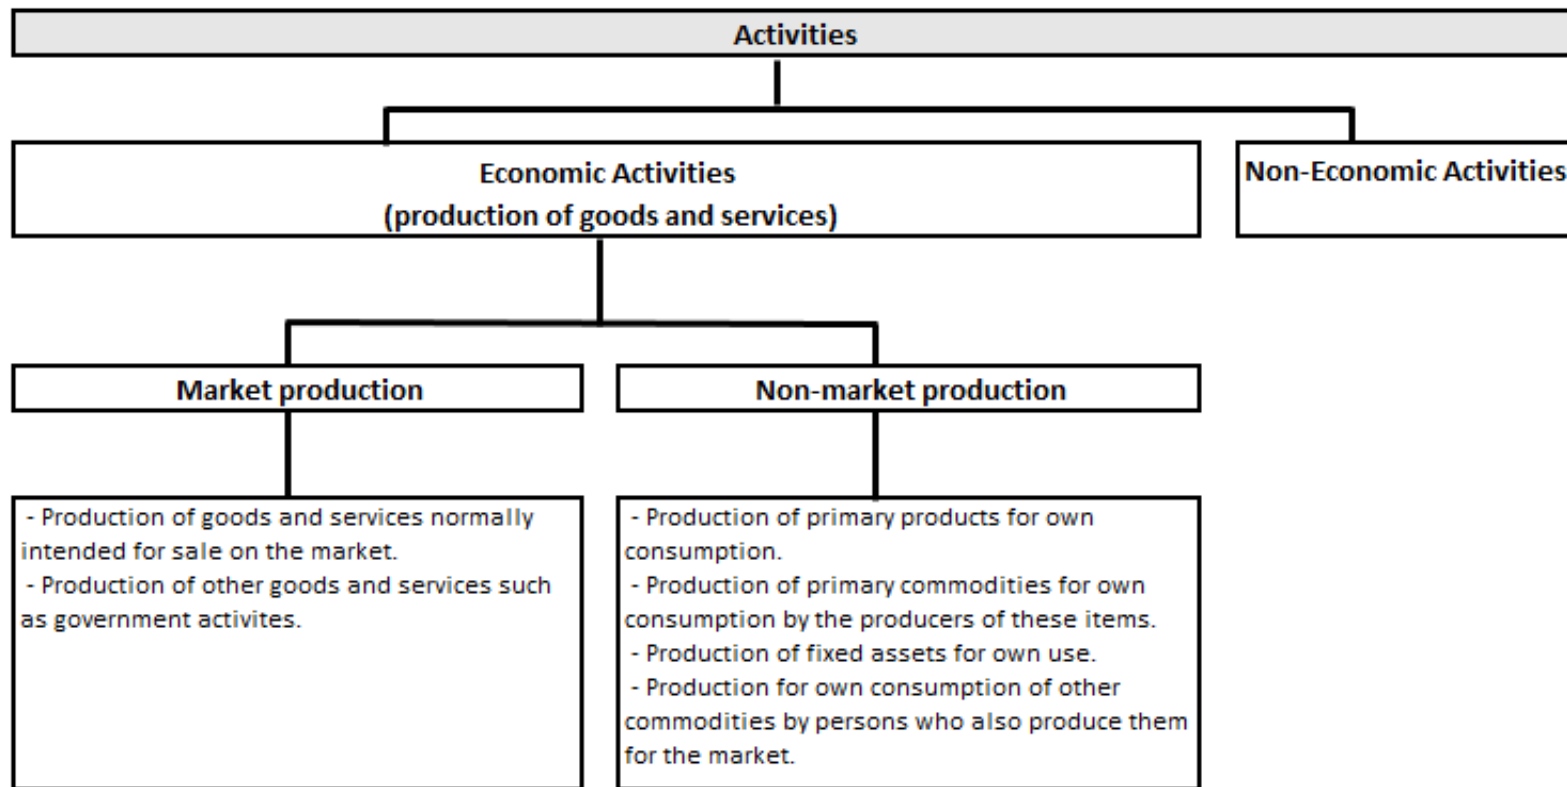 Activities
Economic Activities
(production of goods and services)
Non-Economic Activities
Market production
Non-market production
- Production of goods and services normally
intended for sale on the market.
- Production of other goods and services such
as government activites.
- Production of primary products for own
consumption.
- Production of primary commodities for own
consumption by the producers of these items.
- Production of fixed assets for own use.
- Production for own consumption of other
commodities by persons who also produce them
for the market.